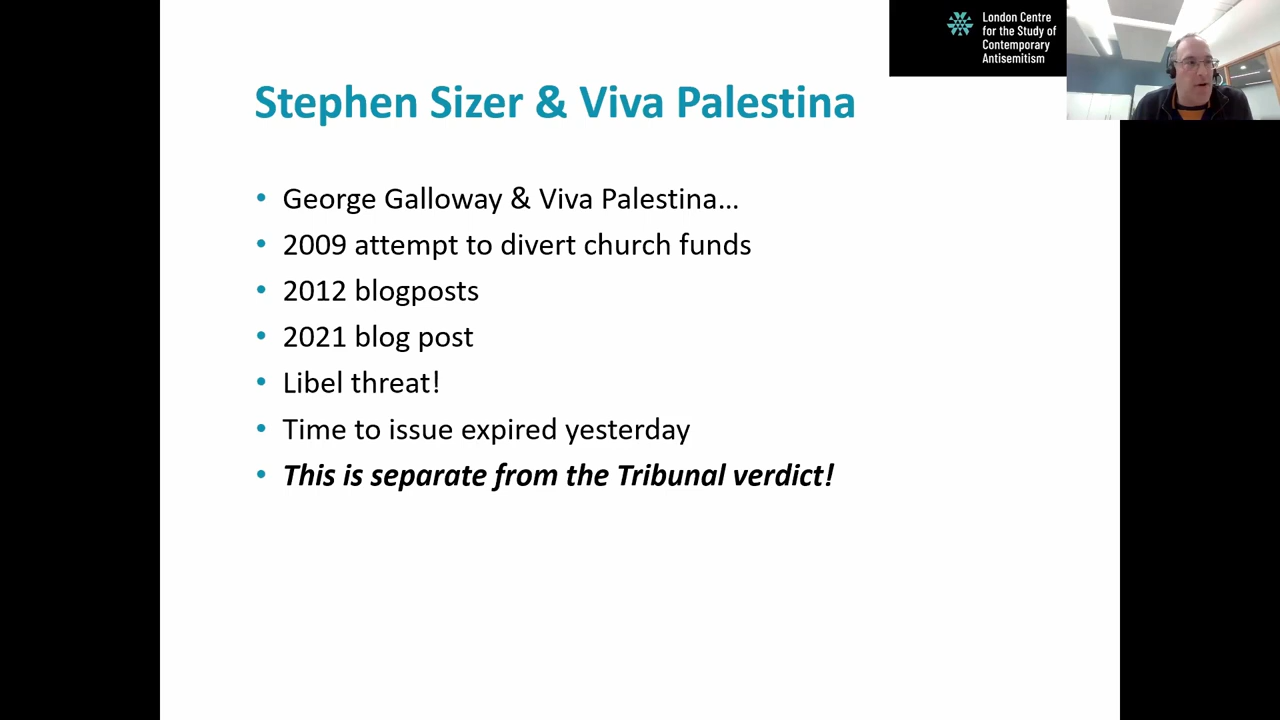 London Centre
for the Study of
Contemporary
Antisemitism
Stephen Sizer & Viva Palestina
• George Galloway & Viva Palestina...
• 2009 attempt to divert church funds
• 2012 blogposts
• 2021 blog post
• Libel threat!
• Time to issue expired yesterday
• This is separate from the Tribunal verdict!